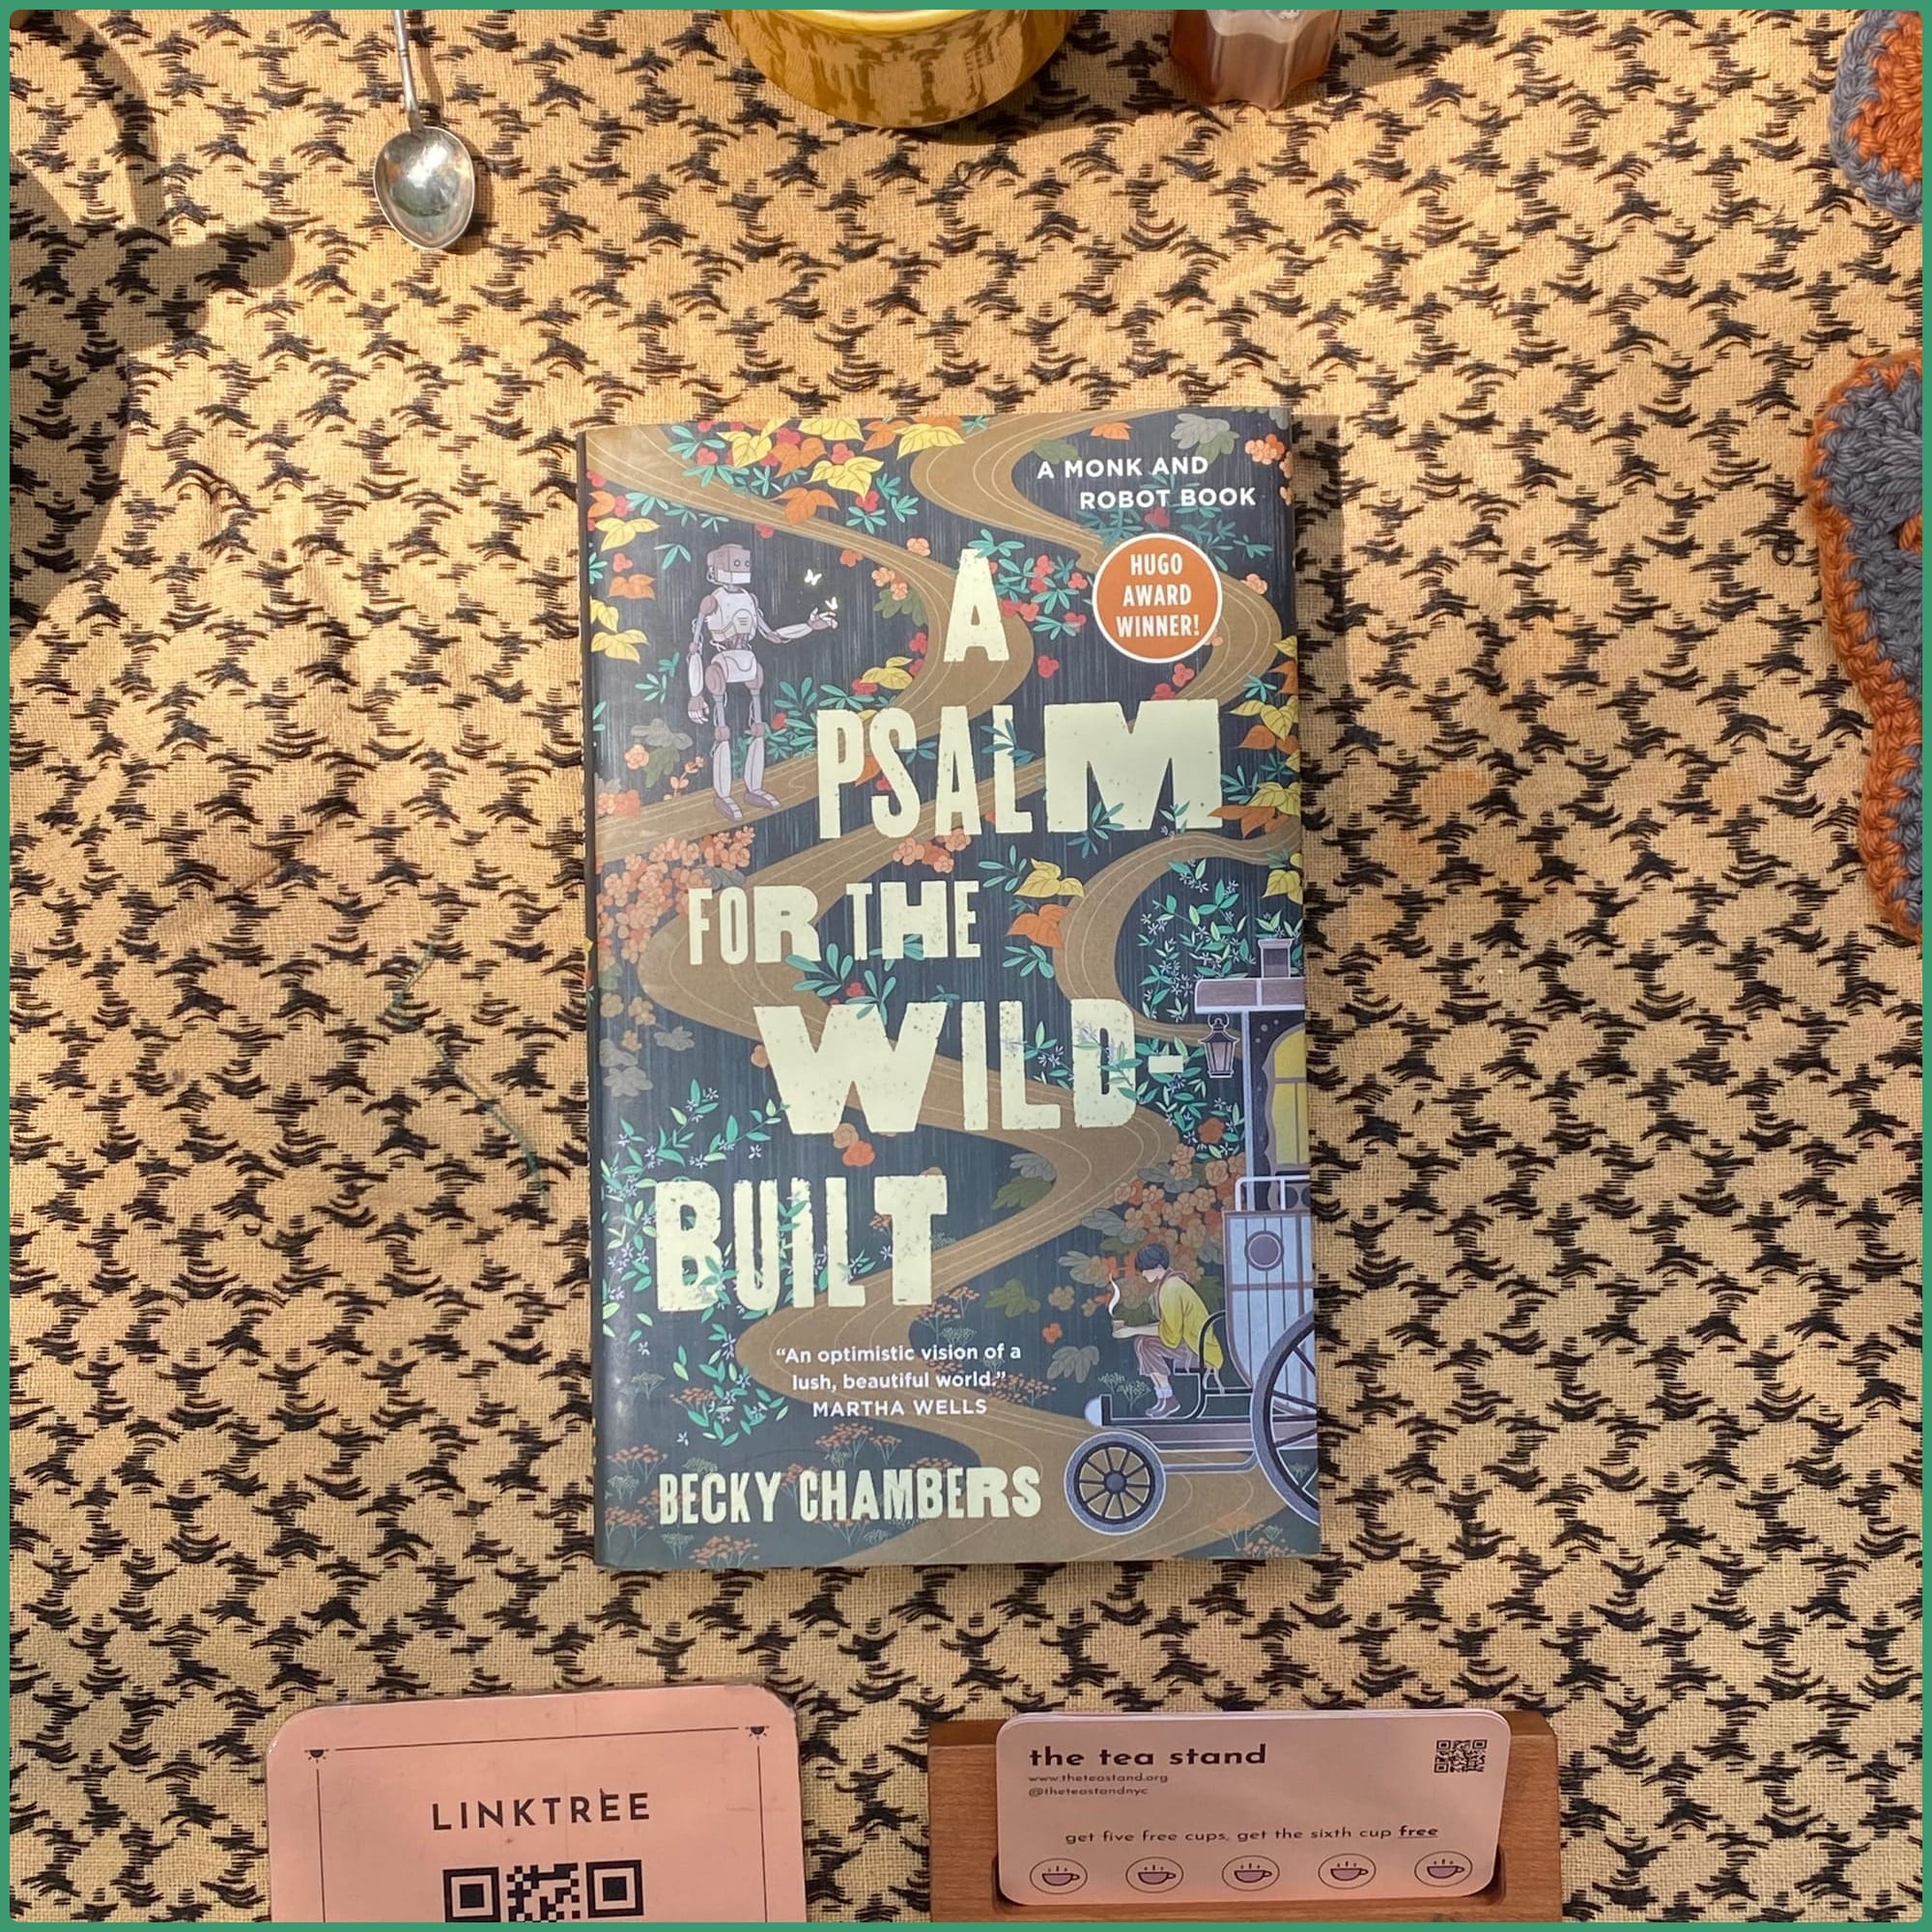 A MONK AND
ROBOT BOOK
HUGO
AWARD
WINNER!
A
PSALM
FOR THE
WILD-
BUILT
“An optimistic vision of a
lush, beautiful world.”
MARTHA WELLS
BECKY CHAMBERS
LINKTREE
the tea stand
www.theteastand.org
@theteastandnyc
get five free cups, get the sixth cup free